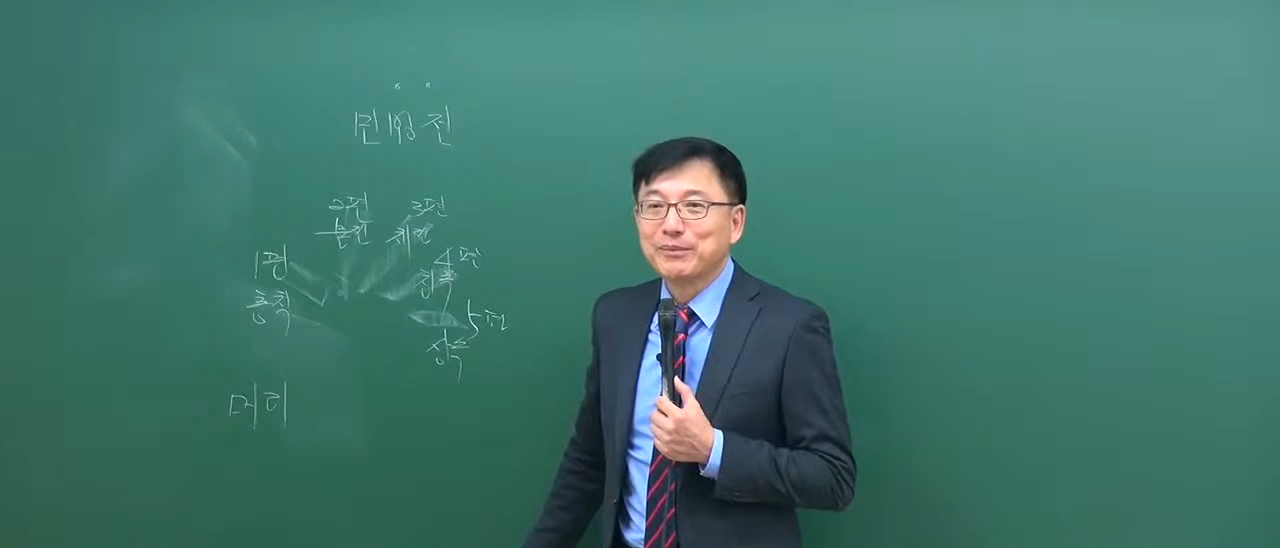 민법전
2편 3편
물권 채권
1편 4편
총칙 친족
5편
상속
머리